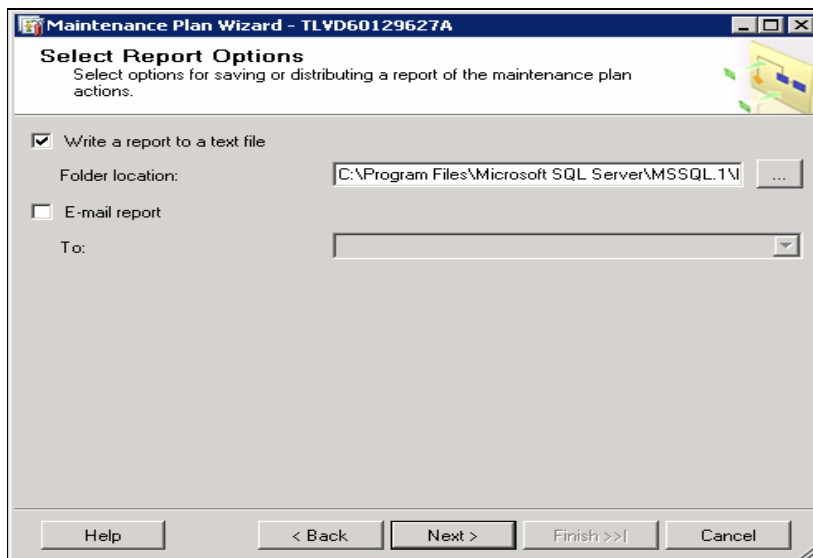 Maintenance Plan Wizard - TLVD60129627A
Select Report Options
Select options for saving or distributing a report of the maintenance plan
actions.
Write a report to a text file
Folder location:
C:\Program Files\Microsoft SQL Server\MSSQL.1\
...
E-mail report
To:
Help
< Back
Next >
Finish >>|
Cancel